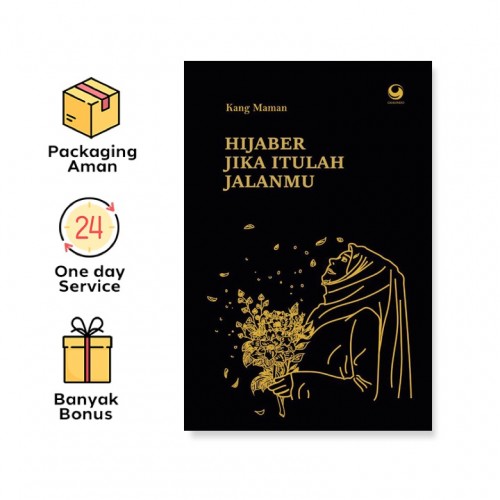 Packaging
Aman
24
One day
Service
Banyak
Bonus
Kang Maman
HIJABER
JIKA ITULAH
JALANMU